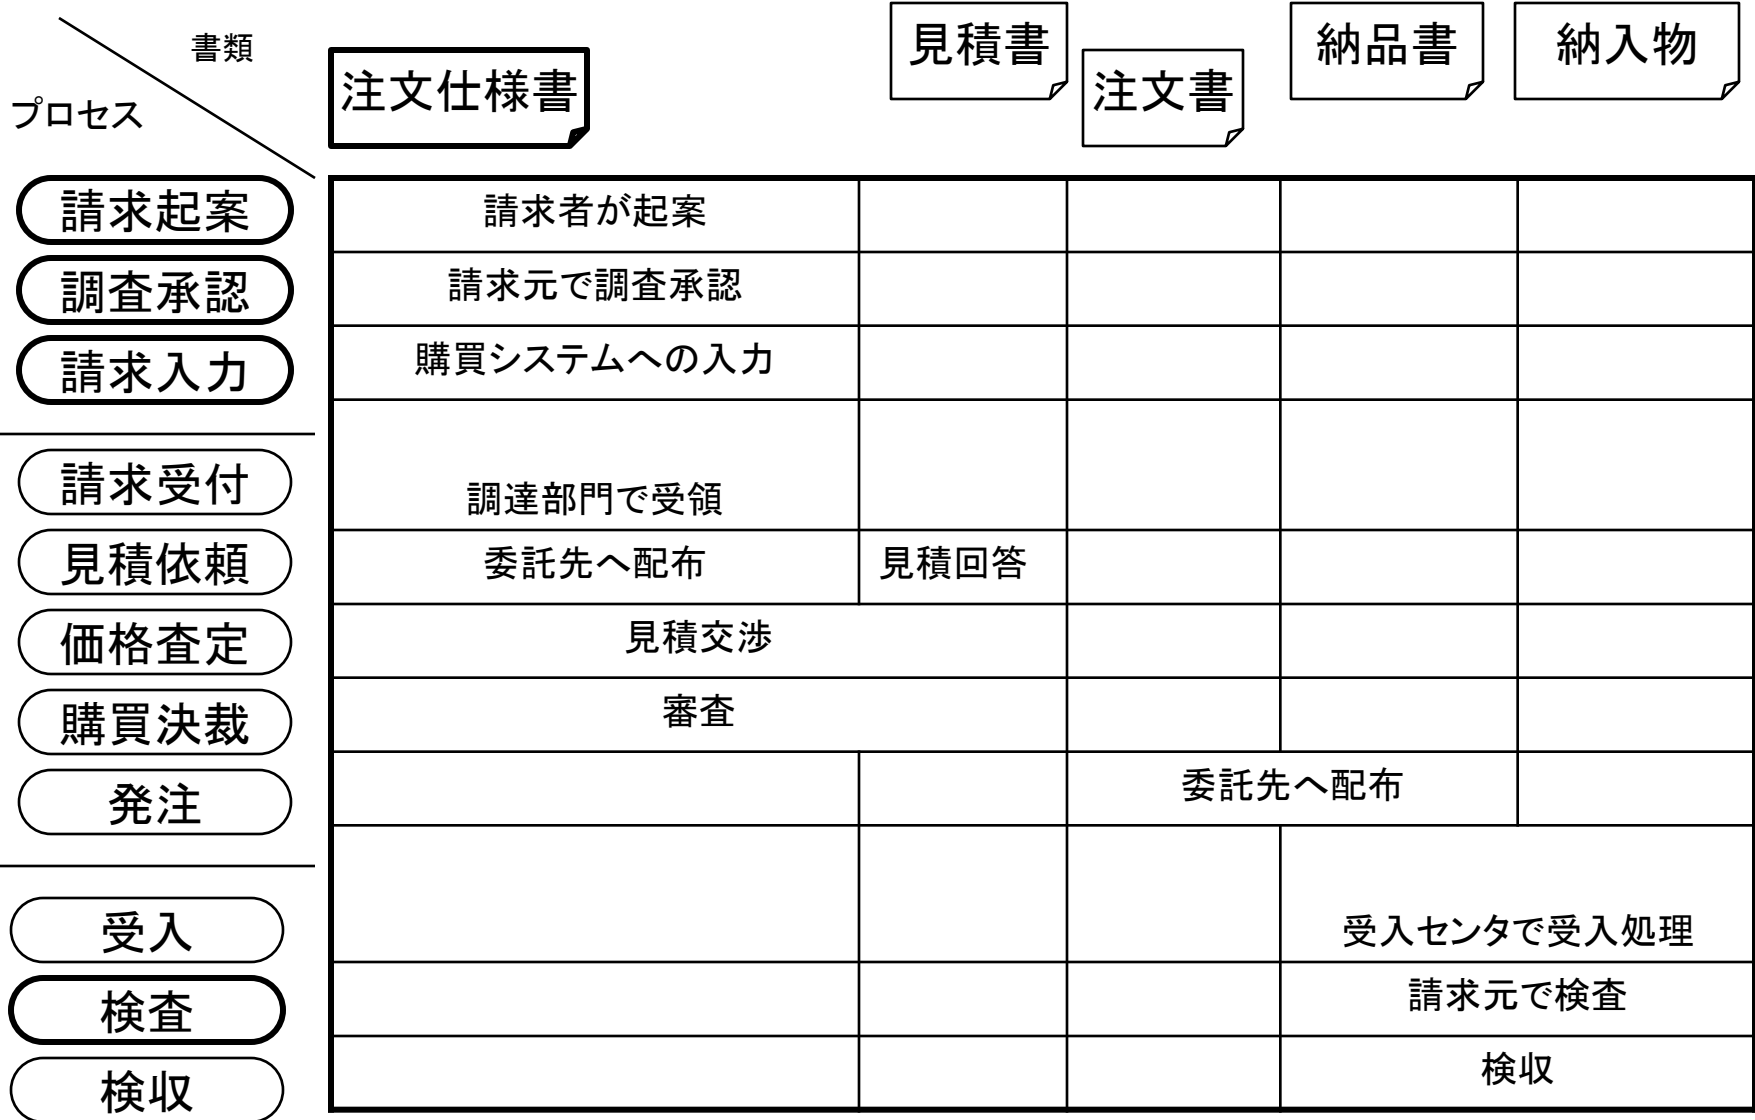 書類
プロセス
注文仕様書
見積書
注文書
納品書
納入物
請求起案
請求者が起案
調査承認
請求元で調査承認
請求入力
購買システムへの入力
請求受付
調達部門で受領
見積依頼
委託先へ配布
見積回答
価格査定
見積交渉
購買決裁
審査
発注
委託先へ配布
受入
受入センタで受入処理
検査
請求元で検査
検収
検収